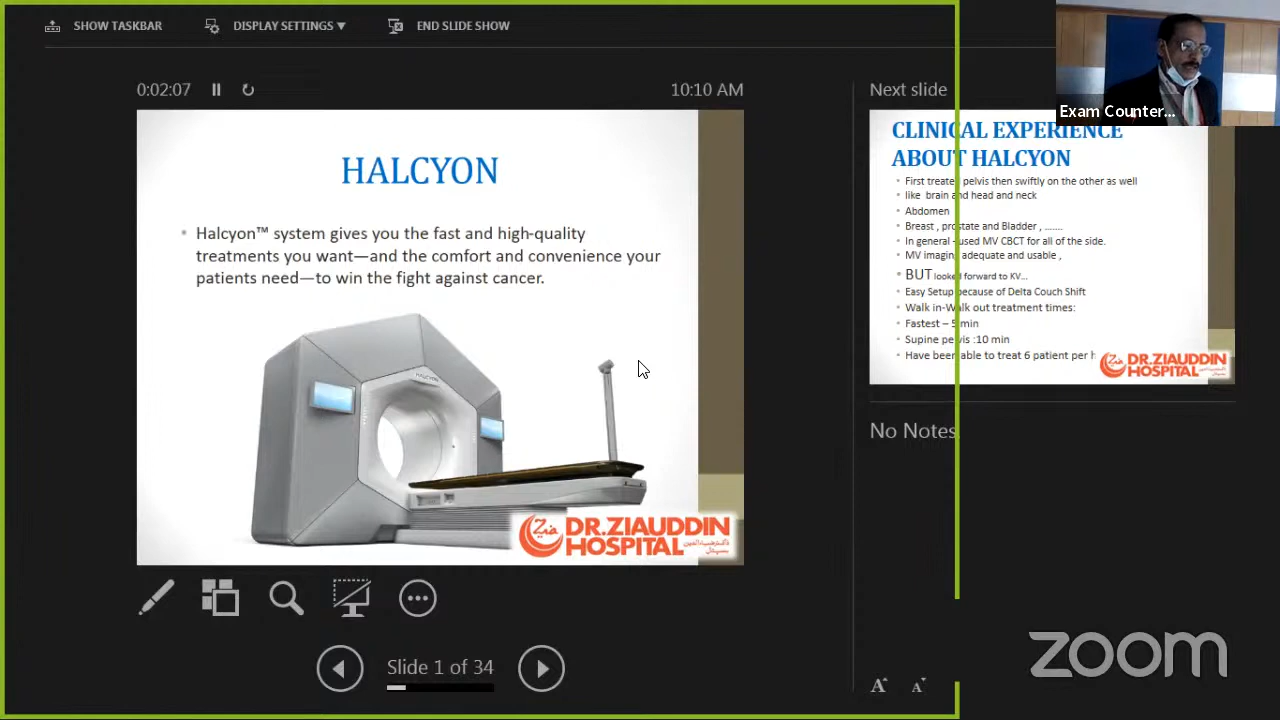 SHOW TASKBAR
DISPLAY SETTINGS ▼
END SLIDE SHOW
Exam Counter...
0:02:07
10:10 AM
HALCYON
• Halcyon™ system gives you the fast and high-quality
treatments you want—and the comfort and convenience your
patients need—to win the fight against cancer.
HALCYON
DR.ZIAUDDIN
HOSPITAL
Slide 1 of 34
Next slide
CLINICAL EXPERIENCE
ABOUT HALCYON
• First treated pelvis then swiftly on the other as well
• like brain and head and neck
• Abdomen
• Breast , prostate and Bladder , .......
• In general - used MV CBCT for all of the side.
• MV imaging adequate and usable ,
• BUT looked forward to KV...
• Easy Setup because of Delta Couch Shift
• Walk in-Walk out treatment times:
• Fastest – 5 min
• Supine pelvis :10 min
• Have been able to treat 6 patient per
DR.ZIAUDDIN
HOSPITAL
No Notes
A A
zoom